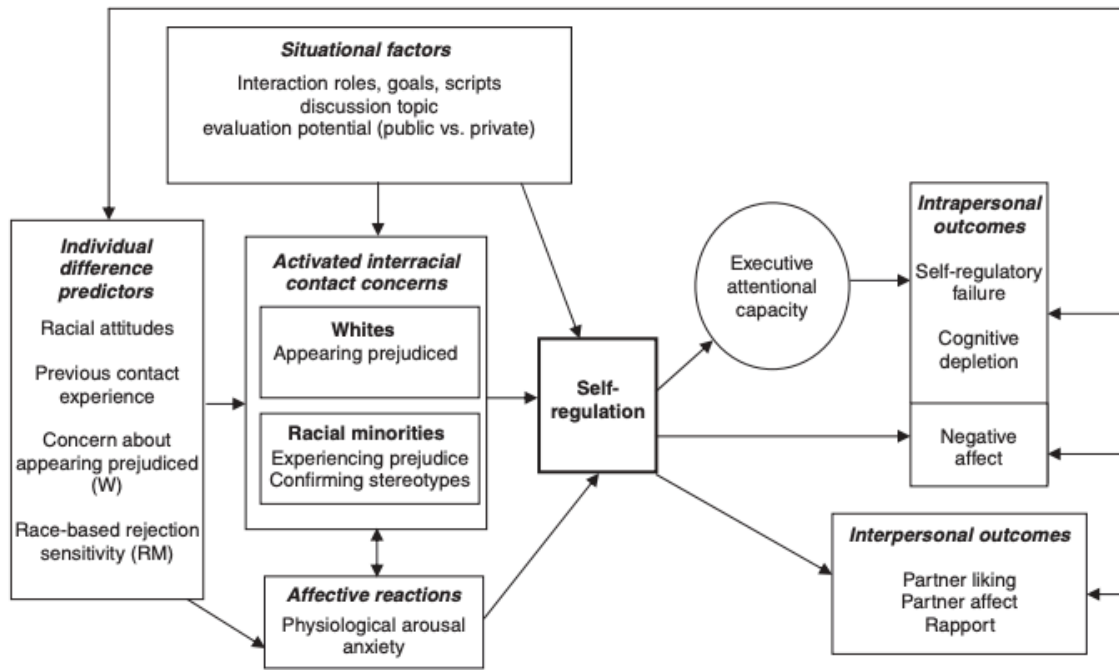 Situational factors
Interaction roles, goals, scripts
discussion topic
evaluation potential (public vs. private)
Individual
difference
predictors
Racial attitudes
Previous contact
experience
Concern about
appearing prejudiced
(W)
Race-based rejection
sensitivity (RM)
Activated interracial
contact concerns
Whites
Appearing prejudiced
Racial minorities
Experiencing prejudice
Confirming stereotypes
Affective reactions
Physiological arousal
anxiety
Self-
regulation
Executive
attentional
capacity
Intrapersonal
outcomes
Self-regulatory
failure
Cognitive
depletion
Negative
affect
Interpersonal outcomes
Partner liking
Partner affect
Rapport